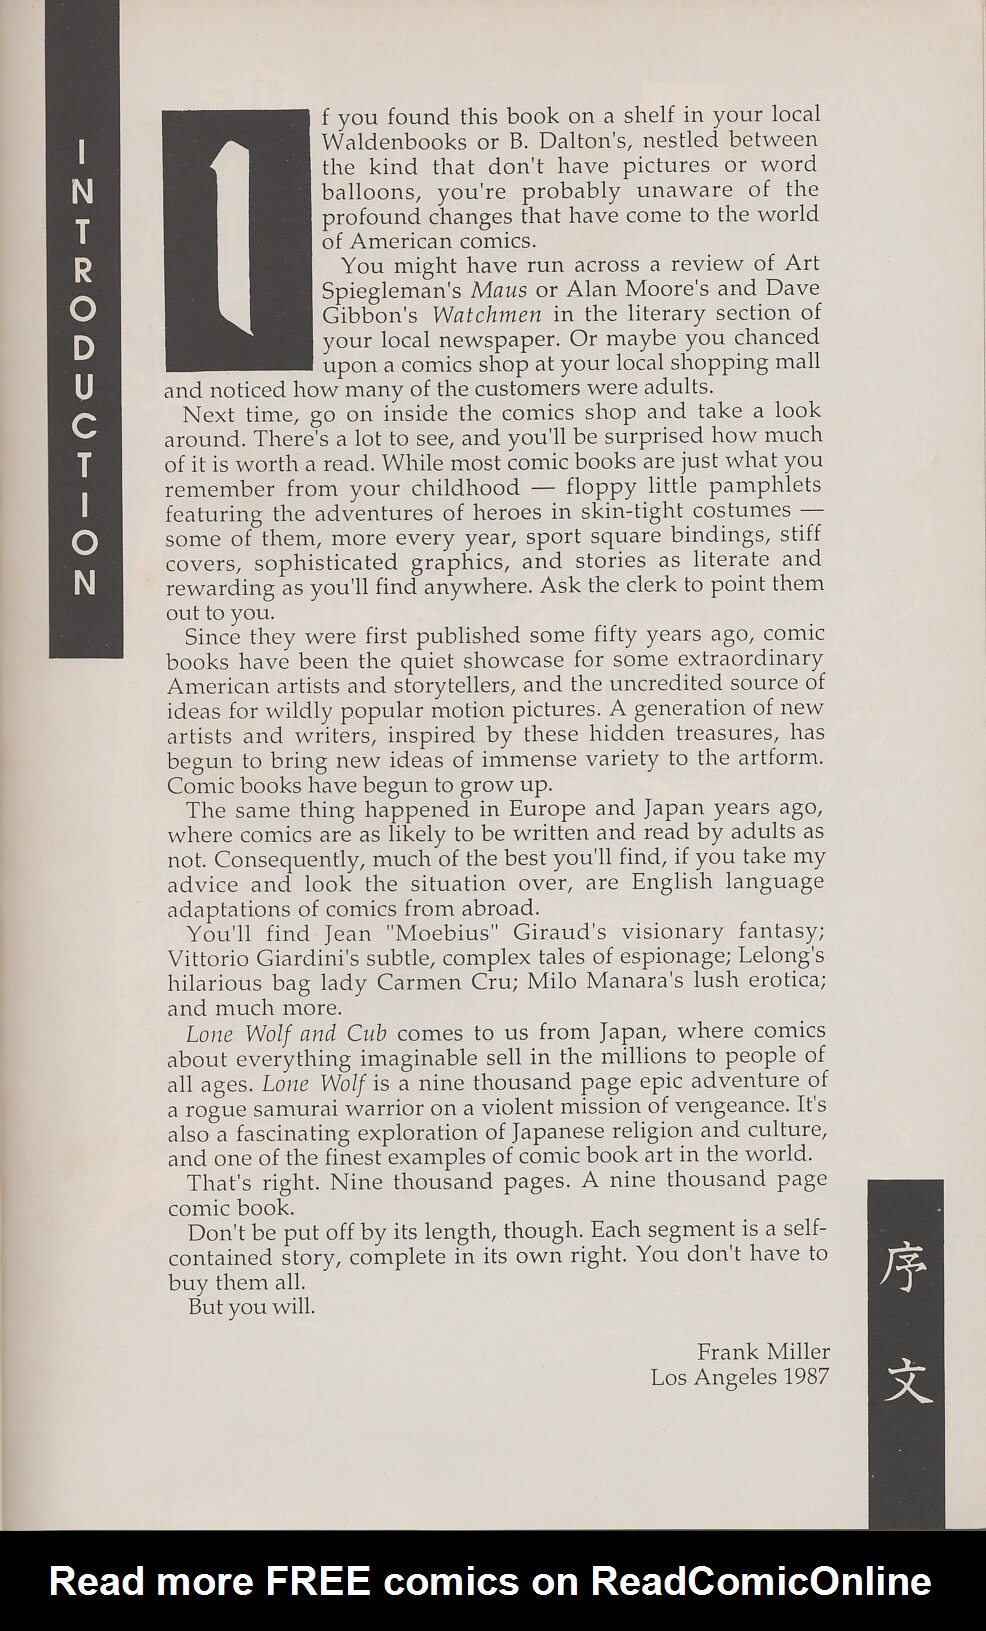 INTRODUCTION
If you found this book on a shelf in your local
Waldenbooks or B. Dalton's, nestled between
the kind that don't have pictures or word
balloons, you're probably unaware of the
profound changes that have come to the world
of American comics.
You might have run across a review of Art
Spiegleman's Maus or Alan Moore's and Dave
Gibbon's Watchmen in the literary section of
your local newspaper. Or maybe you chanced
upon a comics shop at your local shopping mall
and noticed how many of the customers were adults.
Next time, go on inside the comics shop and take a look
around. There's a lot to see, and you'll be surprised how much
of it is worth a read. While most comic books are just what you
remember from your childhood — floppy little pamphlets
featuring the adventures of heroes in skin-tight costumes —
some of them, more every year, sport square bindings, stiff
covers, sophisticated graphics, and stories as literate and
rewarding as you'll find anywhere. Ask the clerk to point them
out to you.
Since they were first published some fifty years ago, comic
books have been the quiet showcase for some extraordinary
American artists and storytellers, and the uncredited source of
ideas for wildly popular motion pictures. A generation of new
artists and writers, inspired by these hidden treasures, has
begun to bring new ideas of immense variety to the artform.
Comic books have begun to grow up.
The same thing happened in Europe and Japan years ago,
where comics are as likely to be written and read by adults as
not. Consequently, much of the best you'll find, if you take my
advice and look the situation over, are English language
adaptations of comics from abroad.
You'll find Jean "Moebius" Giraud's visionary fantasy;
Vittorio Giardini's subtle, complex tales of espionage; Lelong's
hilarious bag lady Carmen Cru; Milo Manara's lush erotica;
and much more.
Lone Wolf and Cub comes to us from Japan, where comics
about everything imaginable sell in the millions to people of
all ages. Lone Wolf is a nine thousand page epic adventure of
a rogue samurai warrior on a violent mission of vengeance. It's
also a fascinating exploration of Japanese religion and culture,
and one of the finest examples of comic book art in the world.
That's right. Nine thousand pages. A nine thousand page
comic book.
Don't be put off by its length, though. Each segment is a self-
contained story, complete in its own right. You don't have to
buy them all.
But you will.
Frank Miller
Los Angeles 1987
序文
Read more FREE comics on ReadComicOnline